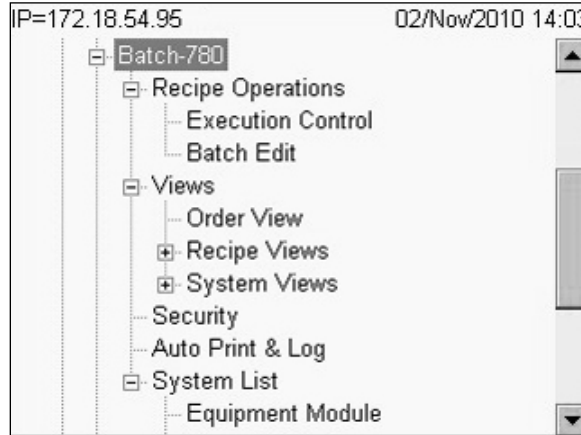 IP=172.18.54.95 02/Nov/2010 14:03
Batch-780
Recipe Operations
Execution Control
Batch Edit
Views
Order View
Recipe Views
System Views
Security
Auto Print & Log
System List
Equipment Module